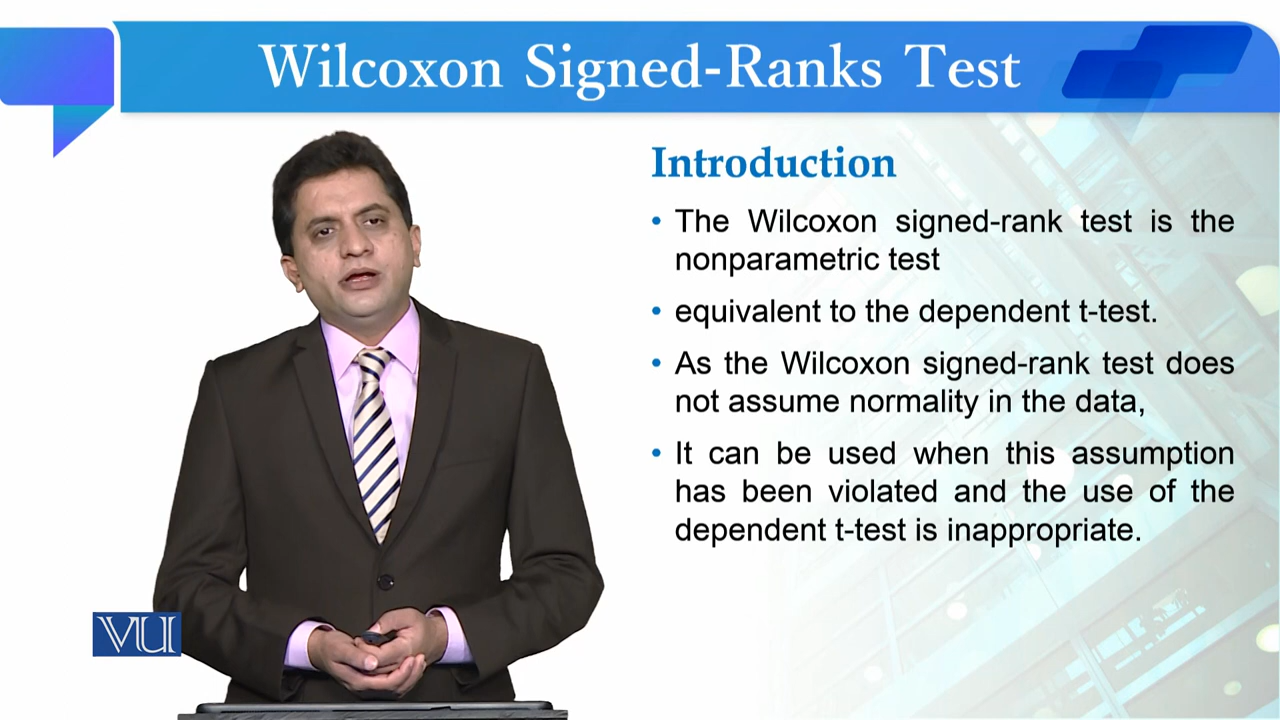 Wilcoxon Signed-Ranks Test
Introduction
• The Wilcoxon signed-rank test is the
nonparametric test
• equivalent to the dependent t-test.
• As the Wilcoxon signed-rank test does
not assume normality in the data,
• It can be used when this assumption
has been violated and the use of the
dependent t-test is inappropriate.
VU